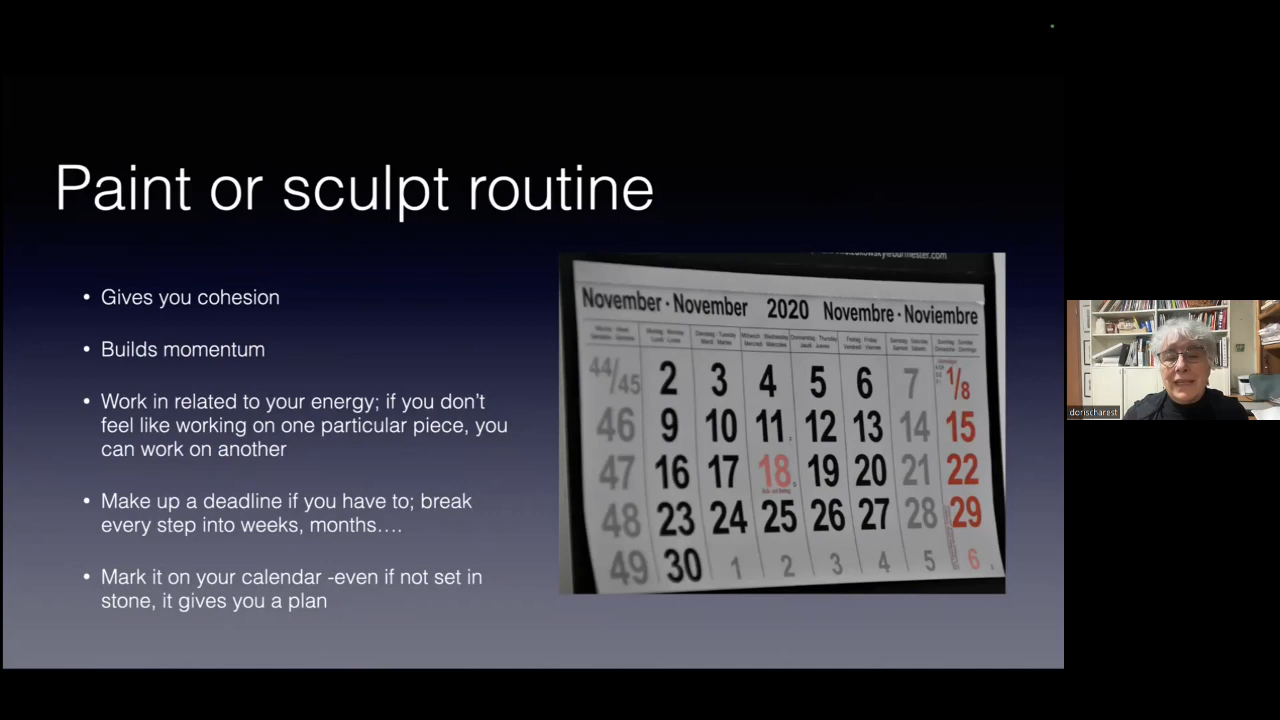 Paint or sculpt routine
• Gives you cohesion
• Builds momentum
• Work in related to your energy; if you don't
feel like working on one particular piece, you
can work on another
• Make up a deadline if you have to; break
every step into weeks, months….
• Mark it on your calendar -even if not set in
stone, it gives you a plan
November · November 2020 Novembre · Noviembre
44/45 2 3 4 5 6 7 1/8
46 9 10 11 12 13 14 15
47 16 17 18 19 20 21 22
48 23 24 25 26 27 28 29
49 30 1 2 3 4 5 6
dorischarest